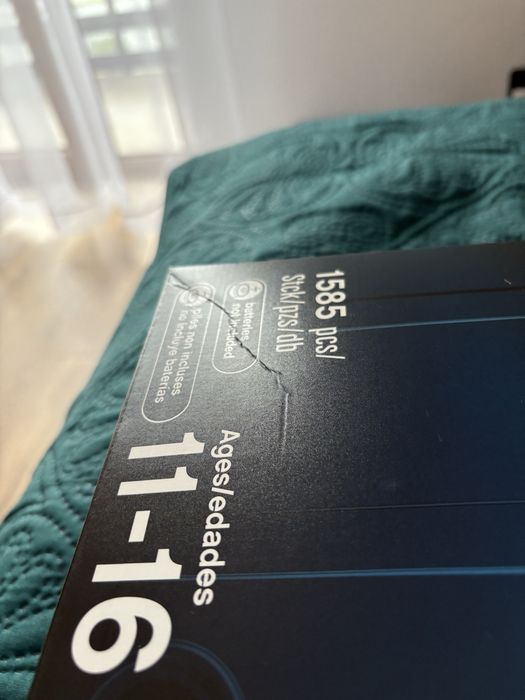 1585 pcs/
Stck/pzs/db
batteries
not included
piles non incluses
no incluye baterías
Ages/edades
11-16